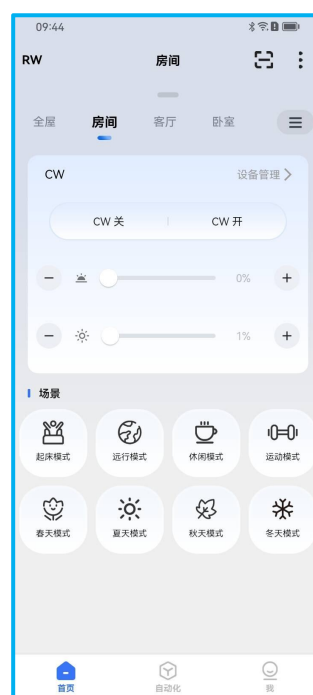 09:44
RW 房间
全屋 房间 客厅 卧室
CW 设备管理
CW 关 CW 开
0%
1%
场景
起床模式 远行模式 休闲模式 运动模式
春天模式 夏天模式 秋天模式 冬天模式
首页 自动化 我